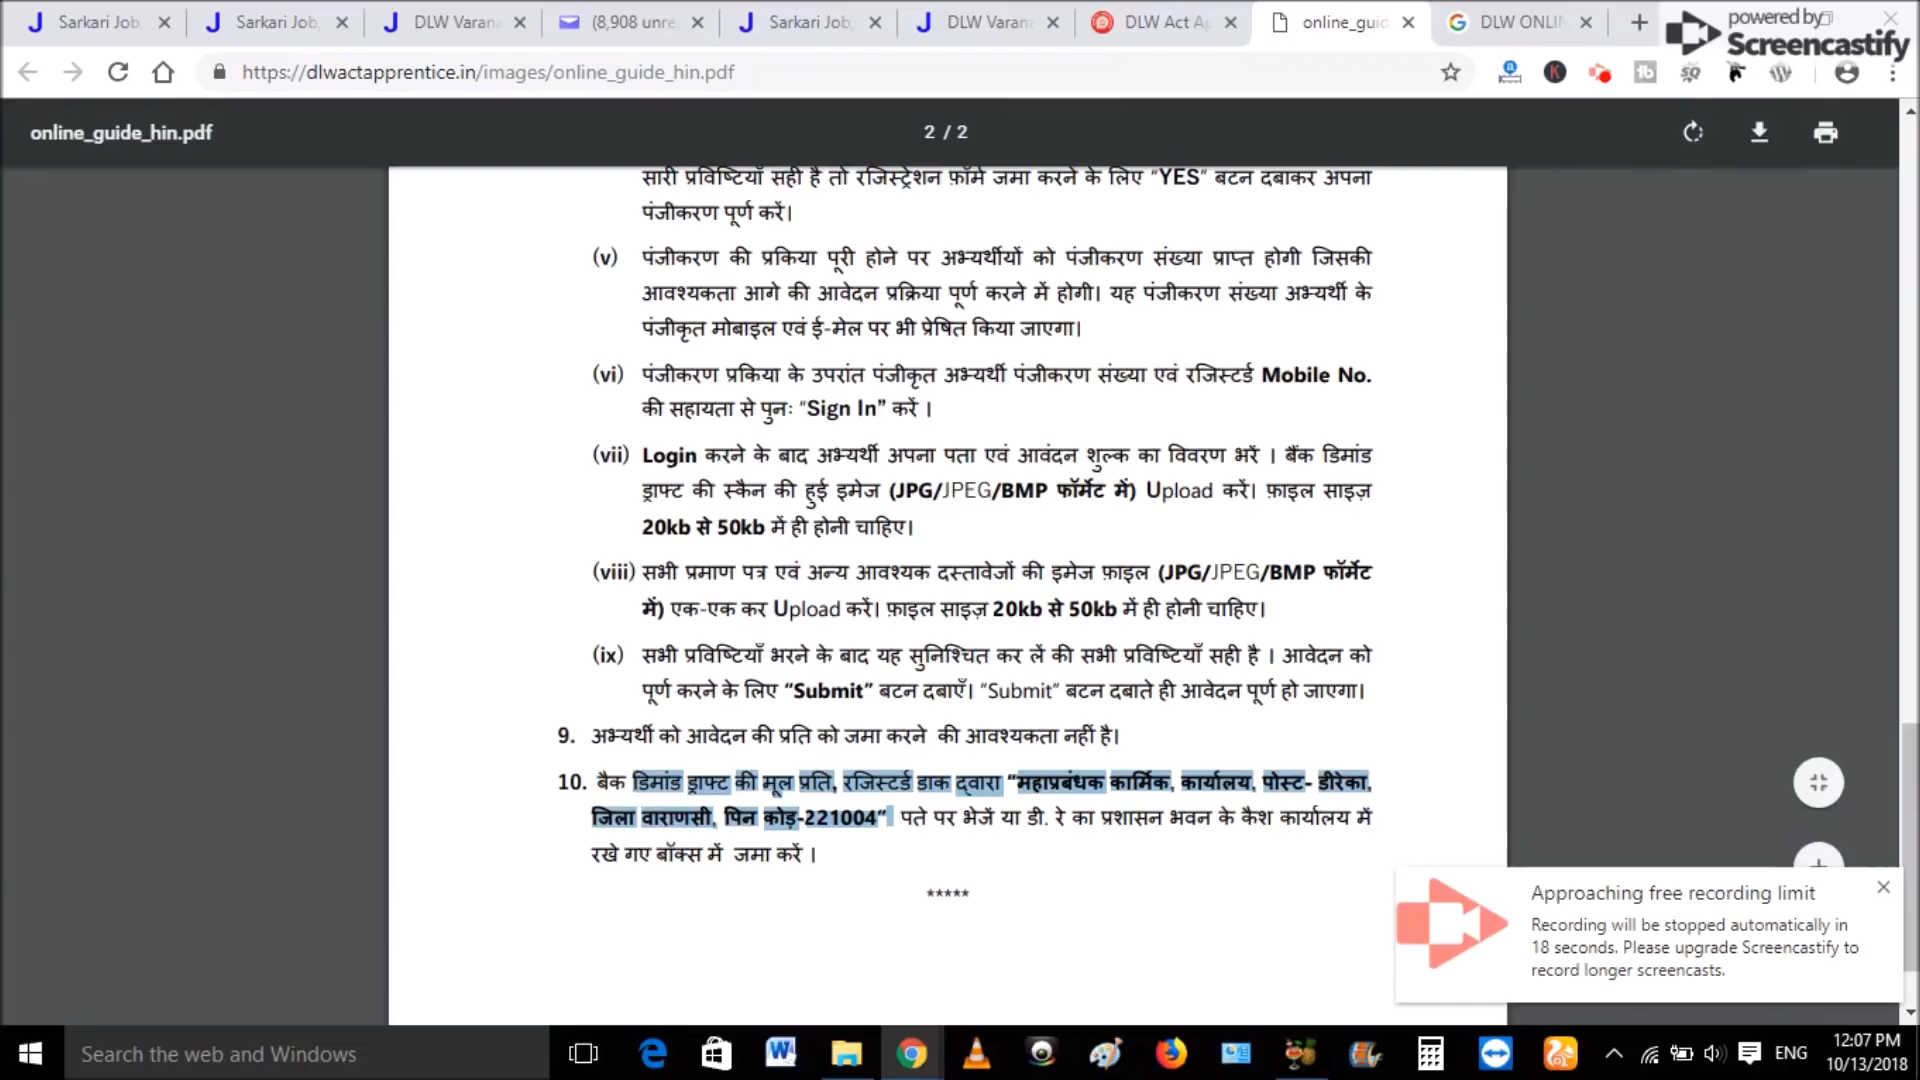 Sarkari Job,
Sarkari Job,
DLW Varan
(8,908 unre
Sarkari Job,
DLW Varan
DLW Act Ap
online_guid
DLW ONLIN
powered by
Screencastify
https://dlwactapprentice.in/images/online_guide_hin.pdf
online_guide_hin.pdf
2 / 2
सारी प्रविष्टियाँ सही है तो रजिस्ट्रेशन फ़ॉर्म जमा करने के लिए “YES” बटन दबाकर अपना
पंजीकरण पूर्ण करें।
(v) पंजीकरण की प्रकिया पूरी होने पर अभ्यर्थीयों को पंजीकरण संख्या प्राप्त होगी जिसकी
आवश्यकता आगे की आवेदन प्रक्रिया पूर्ण करने में होगी। यह पंजीकरण संख्या अभ्यर्थी के
पंजीकृत मोबाइल एवं ई-मेल पर भी प्रेषित किया जाएगा।
(vi) पंजीकरण प्रकिया के उपरांत पंजीकृत अभ्यर्थी पंजीकरण संख्या एवं रजिस्टर्ड Mobile No.
की सहायता से पुनः “Sign In” करें ।
(vii) Login करने के बाद अभ्यर्थी अपना पता एवं आवंदन शुल्क का विवरण भरें । बैंक डिमांड
ड्राफ्ट की स्कैन की हुई इमेज (JPG/JPEG/BMP फॉर्मेट में) Upload करें। फ़ाइल साइज़
20kb से 50kb में ही होनी चाहिए।
(viii) सभी प्रमाण पत्र एवं अन्य आवश्यक दस्तावेजों की इमेज फ़ाइल (JPG/JPEG/BMP फॉर्मेट
में) एक-एक कर Upload करें। फ़ाइल साइज़ 20kb से 50kb में ही होनी चाहिए।
(ix) सभी प्रविष्टियाँ भरने के बाद यह सुनिश्चित कर लें की सभी प्रविष्टियाँ सही है । आवेदन को
पूर्ण करने के लिए “Submit” बटन दबाएँ। “Submit” बटन दबाते ही आवेदन पूर्ण हो जाएगा।
9. अभ्यर्थी को आवेदन की प्रति को जमा करने की आवश्यकता नहीं है।
10. बैक डिमांड ड्राफ्ट की मूल प्रति, रजिस्टर्ड डाक द्वारा “महाप्रबंधक कार्मिक, कार्यालय, पोस्ट- डीरेका,
जिला वाराणसी, पिन कोड़-221004” पते पर भेजें या डी. रे का प्रशासन भवन के कैश कार्यालय में
रखे गए बॉक्स में जमा करें ।
*****
Approaching free recording limit
Recording will be stopped automatically in
18 seconds. Please upgrade Screencastify to
record longer screencasts.
Search the web and Windows
ENG
12:07 PM
10/13/2018